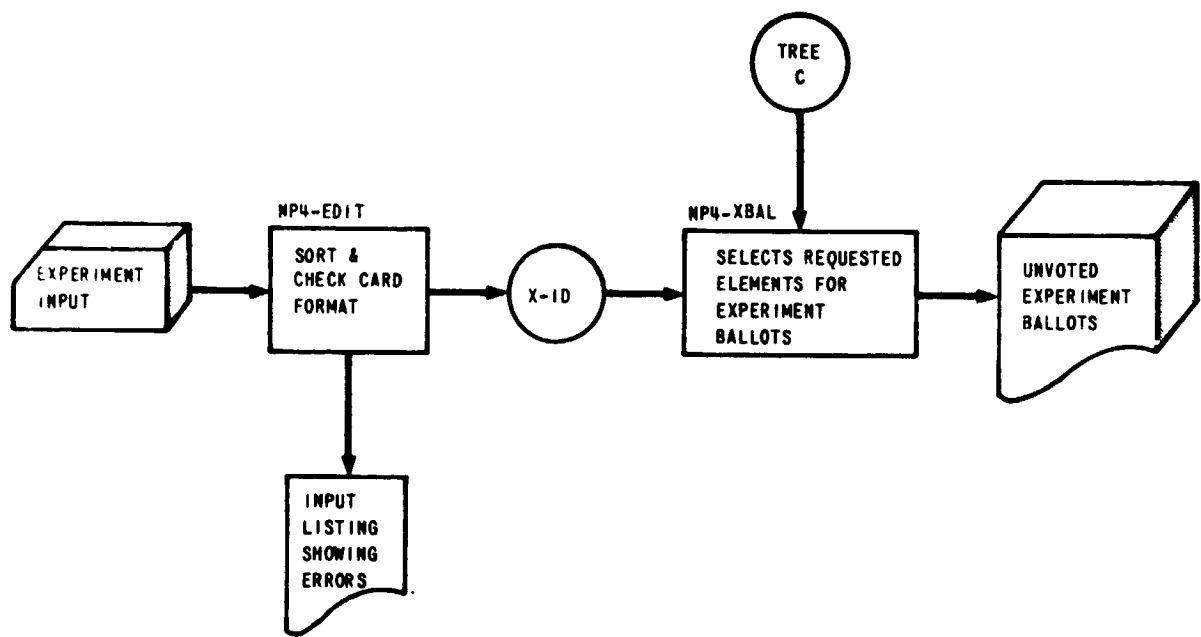 TREE
C
EXPERIMENT
INPUT
NP4-EDIT
SORT &
CHECK CARD
FORMAT
X-ID
NP4-XBAL
SELECTS REQUESTED
ELEMENTS FOR
EXPERIMENT
BALLOTS
UNVOTED
EXPERIMENT
BALLOTS
INPUT
LISTING
SHOWING
ERRORS